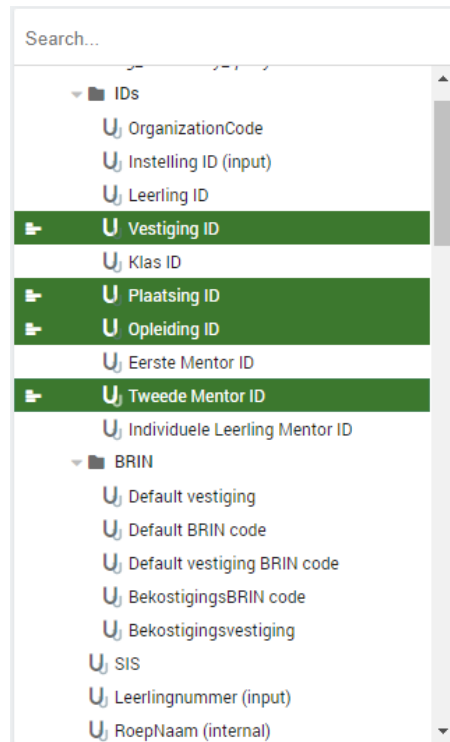 Search...
IDs
OrganizationCode
Instelling ID (input)
Leerling ID
Vestiging ID
Klas ID
Plaatsing ID
Opleiding ID
Eerste Mentor ID
Tweede Mentor ID
Individuele Leerling Mentor ID
BRIN
Default vestiging
Default BRIN code
Default vestiging BRIN code
BekostigingsBRIN code
Bekostigingsvestiging
SIS
Leerlingnummer (input)
RoepNaam (internal)